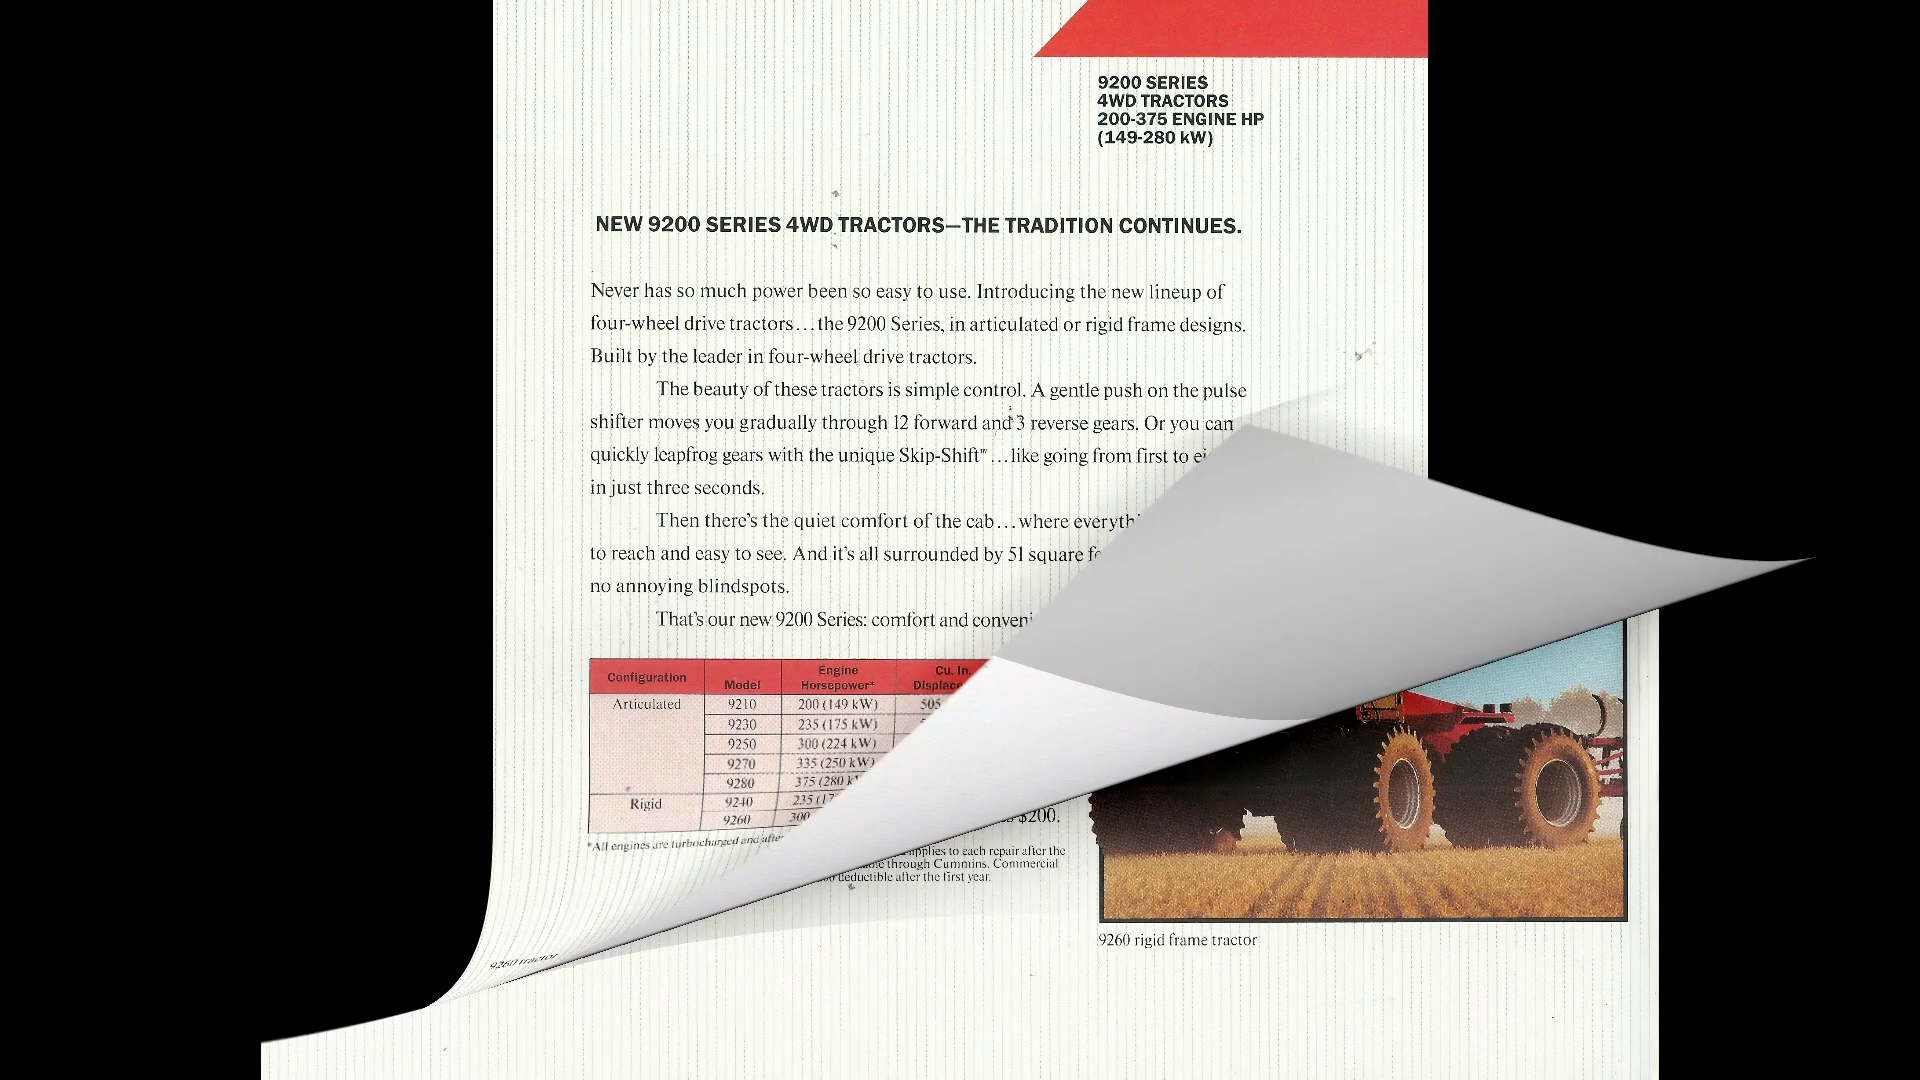 9200 SERIES
4WD TRACTORS
200-375 ENGINE HP
(149-280 kW)
NEW 9200 SERIES 4WD TRACTORS—THE TRADITION CONTINUES.
Never has so much power been so easy to use. Introducing the new lineup of
four-wheel drive tractors…the 9200 Series, in articulated or rigid frame designs.
Built by the leader in four-wheel drive tractors.
The beauty of these tractors is simple control. A gentle push on the pulse
shifter moves you gradually through 12 forward and 3 reverse gears. Or you can
quickly leapfrog gears with the unique Skip-Shift™…like going from first to
in just three seconds.
Then there's the quiet comfort of the cab…where
to reach and easy to see. And it's all surrounded by 51 square
no annoying blindspots.
That's our new 9200 Series: comfort and
Configuration Model Engine Horsepower* Cu. In.
Articulated 9210 200 (149 kW) 505
9230 235 (175 kW)
9250 300 (224 kW)
9270 335 (250 kW)
9280 375 (280
Rigid 9240 235
9260 300
*All engines are turbocharged and
$200.
applies to each repair after the
through Cummins. Commercial
deductible after the first year.
9260 rigid frame tractor
9260 tractor